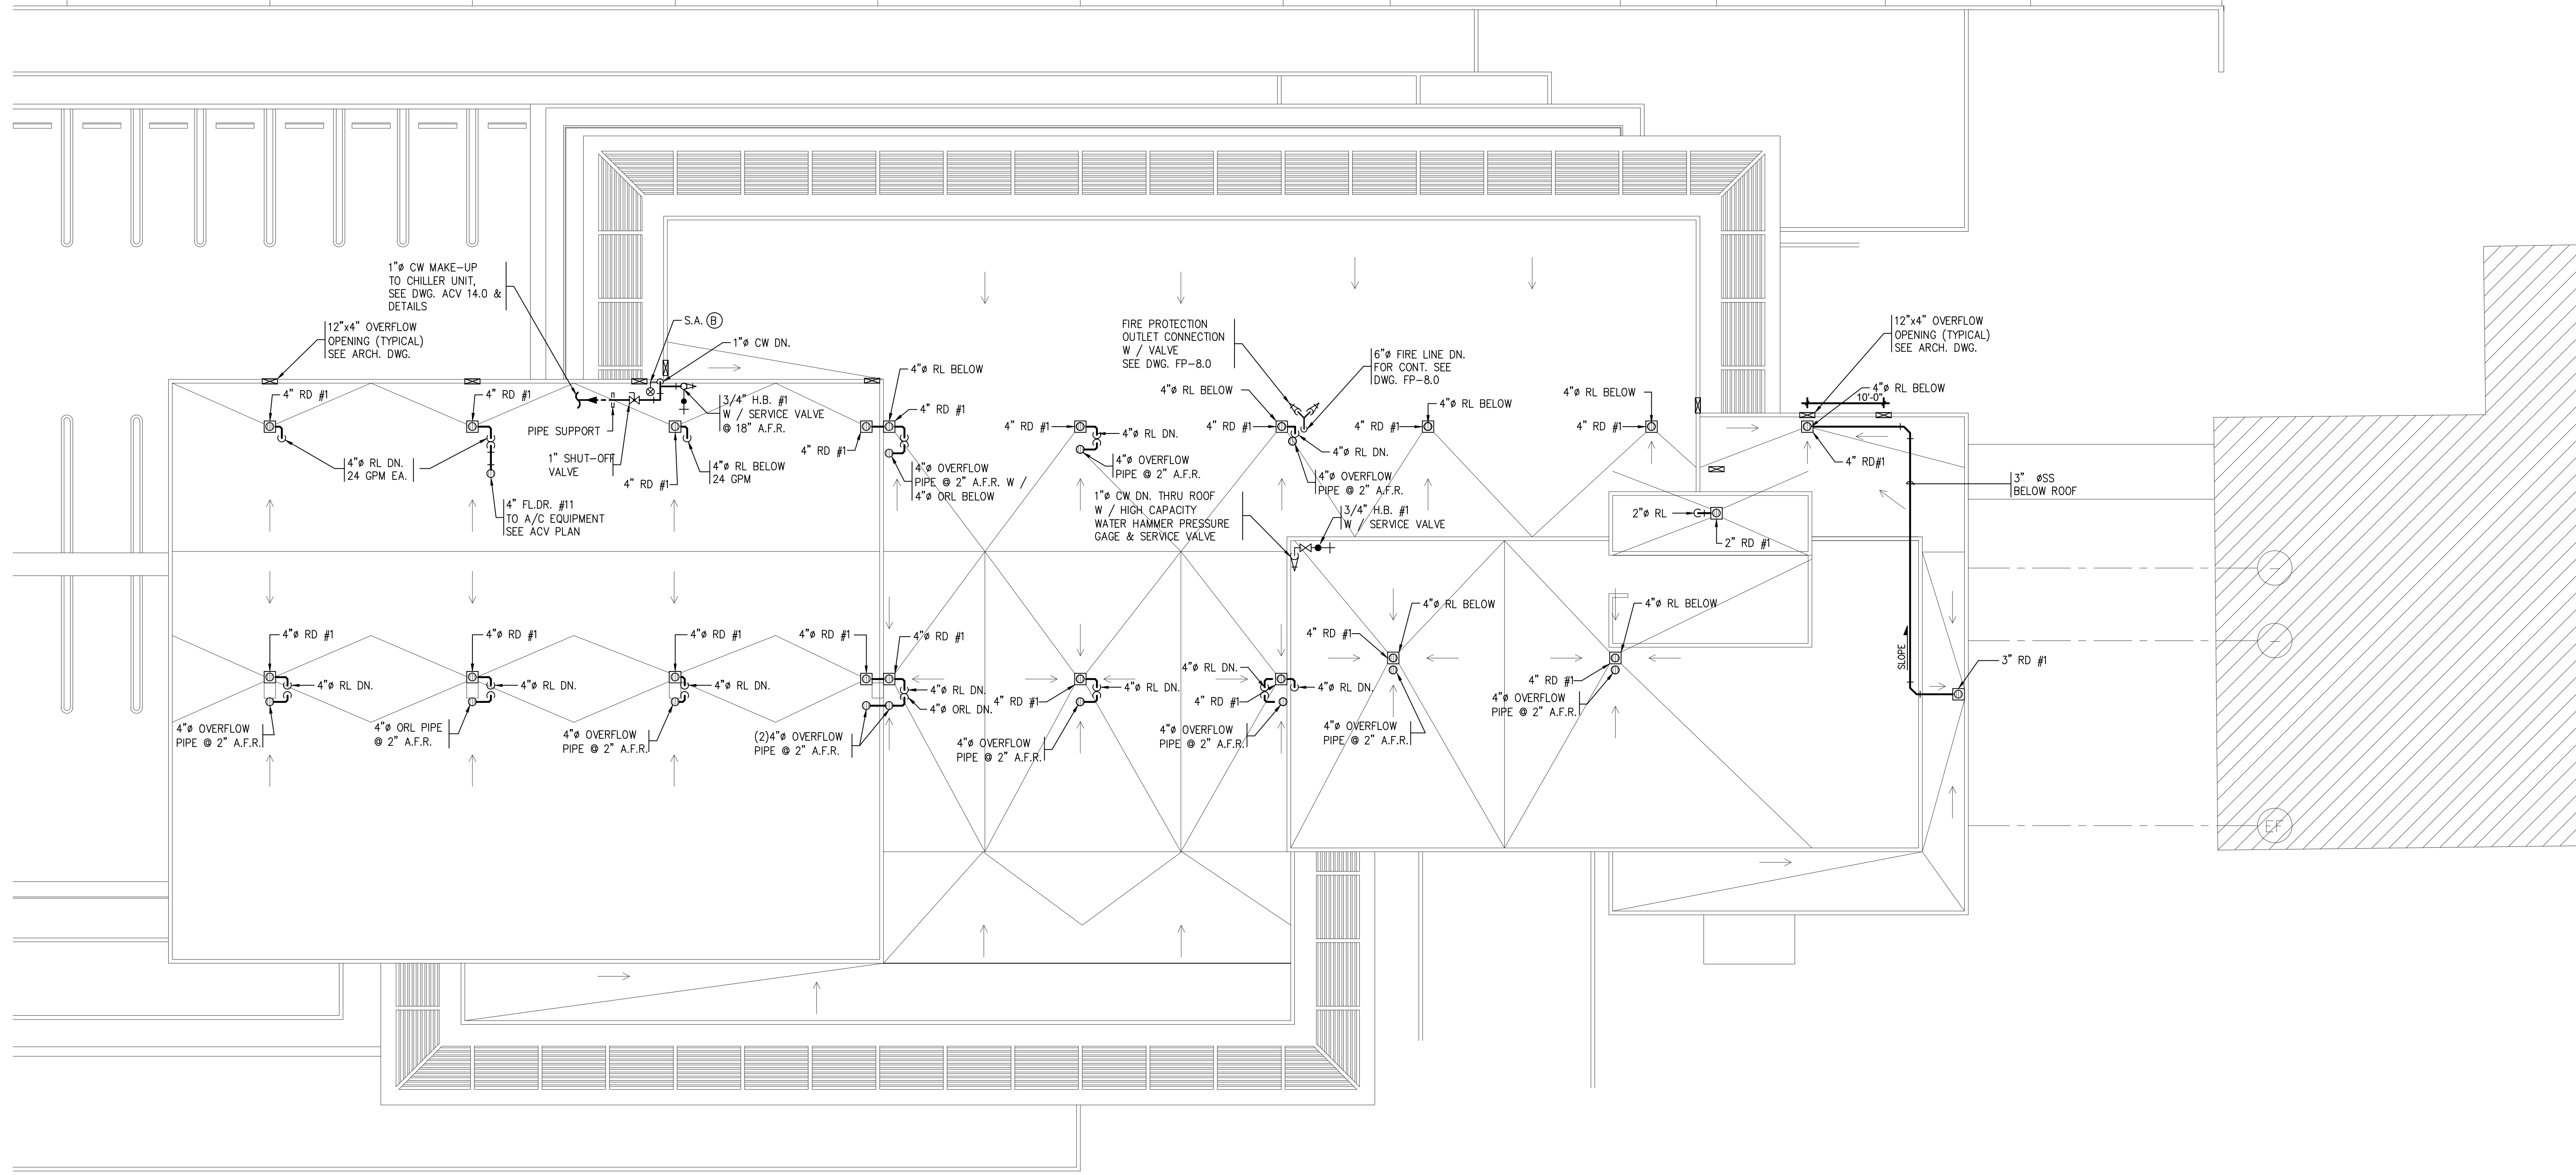 1"ø CW MAKE-UP
TO CHILLER UNIT,
SEE DWG. ACV 14.0 &
DETAILS
12"x4" OVERFLOW
OPENING (TYPICAL)
SEE ARCH. DWG.
S.A. B
1"ø CW DN.
4" RD #1
4" RD #1
3/4" H.B. #1
W / SERVICE VALVE
@ 18" A.F.R.
PIPE SUPPORT
1" SHUT-OFF
VALVE
4"ø RL DN.
24 GPM EA.
4" FL.DR. #11
TO A/C EQUIPMENT
SEE ACV PLAN
4" RD #1
4"ø RL BELOW
24 GPM
4" RD #1
4"ø RL BELOW
4" RD #1
4"ø OVERFLOW
PIPE @ 2" A.F.R. W /
4"ø ORL BELOW
4" RD #1
4"ø RL DN.
4"ø OVERFLOW
PIPE @ 2" A.F.R.
FIRE PROTECTION
OUTLET CONNECTION
W / VALVE
SEE DWG. FP-8.0
6"ø FIRE LINE DN.
FOR CONT. SEE
DWG. FP-8.0
4"ø RL BELOW
4" RD #1
4"ø RL DN.
4"ø OVERFLOW
PIPE @ 2" A.F.R.
4"ø RL BELOW
4" RD #1
4"ø RL BELOW
4" RD #1
1"ø CW DN. THRU ROOF
W / HIGH CAPACITY
WATER HAMMER PRESSURE
GAGE & SERVICE VALVE
3/4" H.B. #1
W / SERVICE VALVE
12"x4" OVERFLOW
OPENING (TYPICAL)
SEE ARCH. DWG.
4"ø RL BELOW
10'-0"
4" RD#1
3" øSS
BELOW ROOF
2"ø RL
2" RD #1
SLOPE
3" RD #1
4"ø RD #1
4"ø RD #1
4"ø RD #1
4"ø RD #1
4"ø RD #1
4"ø RL DN.
4"ø RL DN.
4"ø RL DN.
4"ø RL DN.
4"ø ORL DN.
4" RD #1
4"ø RL DN.
4"ø RL DN.
4" RD #1
4"ø RL DN.
4" RD #1
4"ø RL BELOW
4" RD #1
4"ø RL BELOW
4"ø OVERFLOW
PIPE @ 2" A.F.R.
4"ø ORL PIPE
@ 2" A.F.R.
4"ø OVERFLOW
PIPE @ 2" A.F.R.
(2)4"ø OVERFLOW
PIPE @ 2" A.F.R.
4"ø OVERFLOW
PIPE @ 2" A.F.R.
4"ø OVERFLOW
PIPE @ 2" A.F.R.
4"ø OVERFLOW
PIPE @ 2" A.F.R.
4"ø OVERFLOW
PIPE @ 2" A.F.R.
-
-
EF